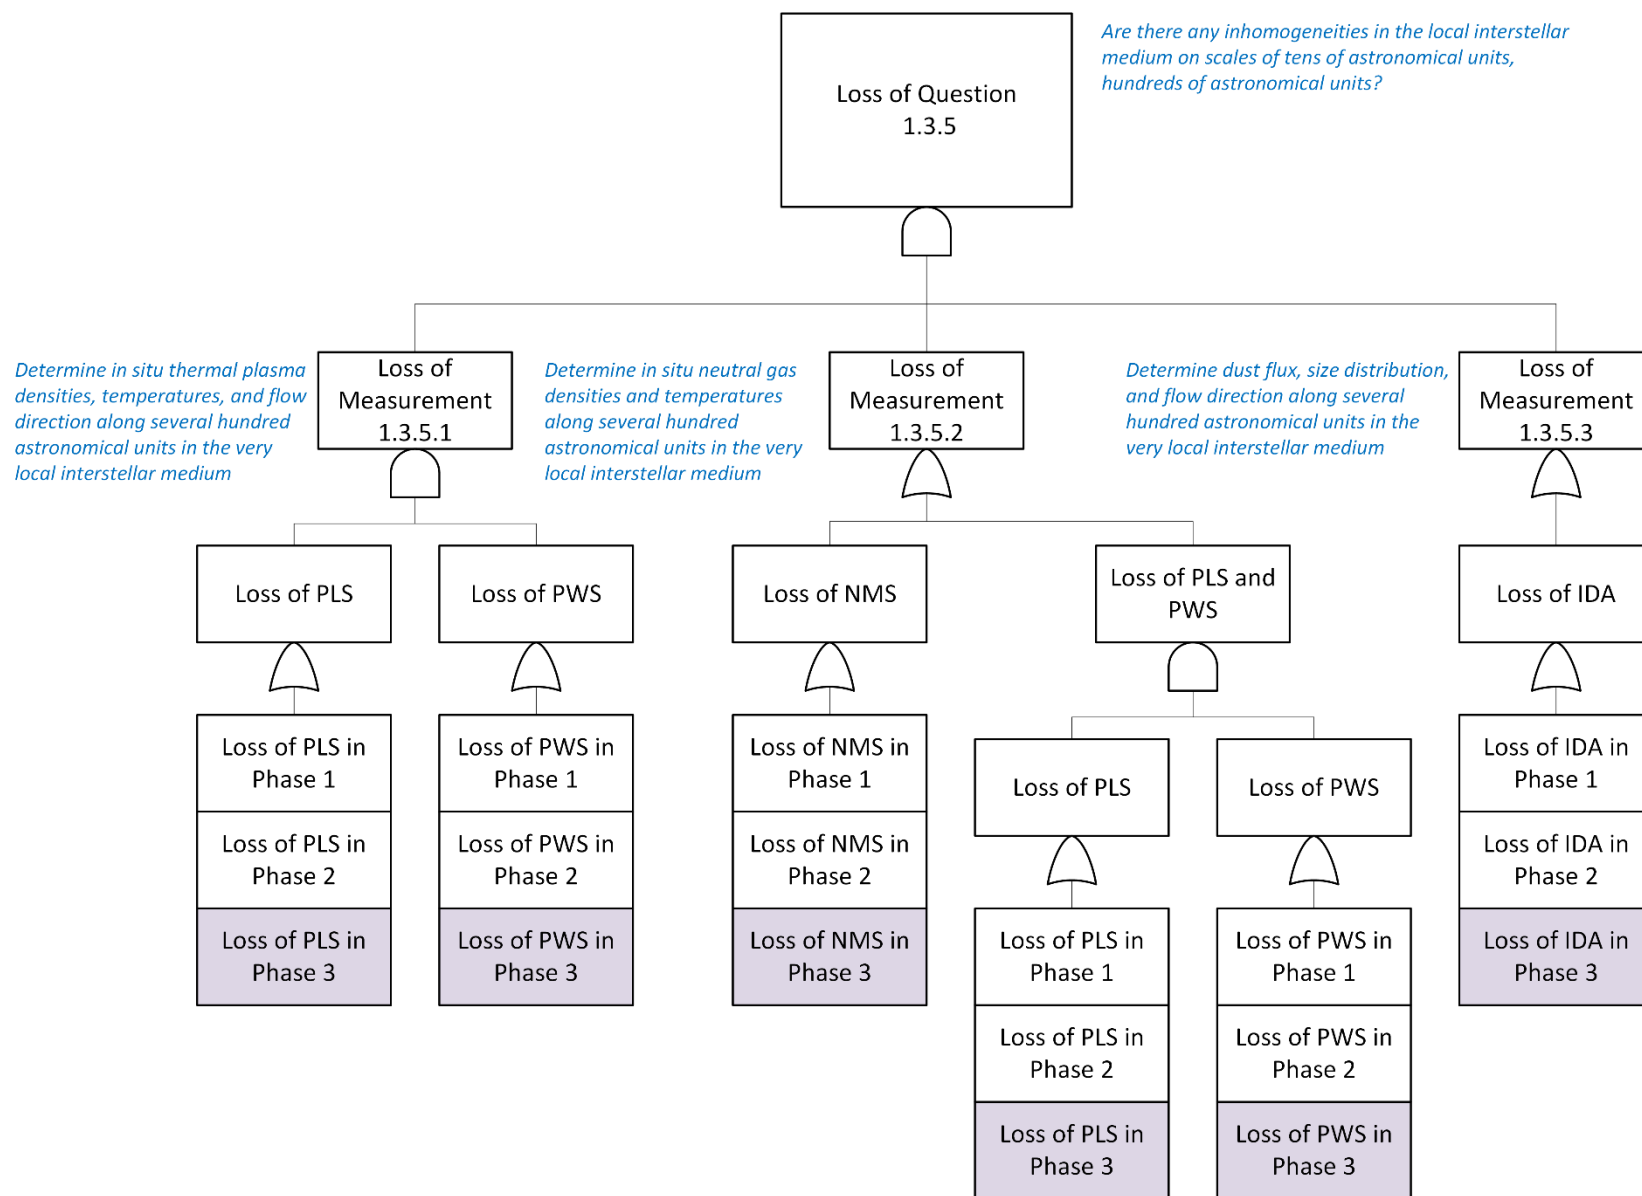 Are there any inhomogeneities in the local interstellar
medium on scales of tens of astronomical units,
hundreds of astronomical units?
Loss of Question
1.3.5
Determine in situ thermal plasma
densities, temperatures, and flow
direction along several hundred
astronomical units in the very
local interstellar medium
Loss of
Measurement
1.3.5.1
Determine in situ neutral gas
densities and temperatures
along several hundred
astronomical units in the very
local interstellar medium
Loss of
Measurement
1.3.5.2
Determine dust flux, size distribution,
and flow direction along several
hundred astronomical units in the
very local interstellar medium
Loss of
Measurement
1.3.5.3
Loss of PLS
Loss of PWS
Loss of NMS
Loss of PLS and
PWS
Loss of IDA
Loss of PLS in
Phase 1
Loss of PLS in
Phase 2
Loss of PLS in
Phase 3
Loss of PWS in
Phase 1
Loss of PWS in
Phase 2
Loss of PWS in
Phase 3
Loss of NMS in
Phase 1
Loss of NMS in
Phase 2
Loss of NMS in
Phase 3
Loss of PLS
Loss of PWS
Loss of PLS in
Phase 1
Loss of PLS in
Phase 2
Loss of PLS in
Phase 3
Loss of PWS in
Phase 1
Loss of PWS in
Phase 2
Loss of PWS in
Phase 3
Loss of IDA in
Phase 1
Loss of IDA in
Phase 2
Loss of IDA in
Phase 3